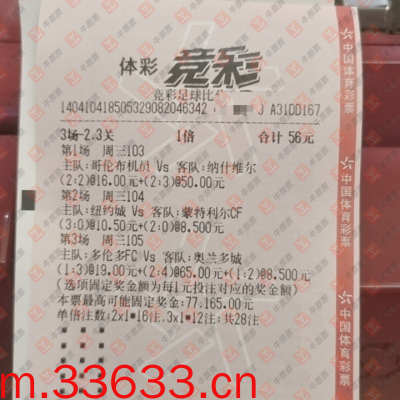 体彩 竞彩
竞彩足球比
140410418505329082046342 J A3100167
3场-2.3关 1倍 合计 56元
第1场 周三103
主队:哥伦布机员 Vs 客队:纳什维尔
(2:2)@16.00元+(2:3)@50.00元
第2场 周三104
主队:纽约城 Vs 客队:蒙特利尔CF
(3:0)@10.50元+(2:0)@8.500元
第3场 周三105
主队:多伦多FC Vs 客队:奥兰多城
(1:3)@19.00元+(2:4)@65.00元+(1:2)@8.500元
(选项固定奖金额为每1元投注对应的奖金额)
本票最高可能固定奖金:77,165.00元
单倍注数:2x1*16注,3x1*12注;共28注
中国体育彩票
中国体育彩票
中国体育彩票
m.33633.cn